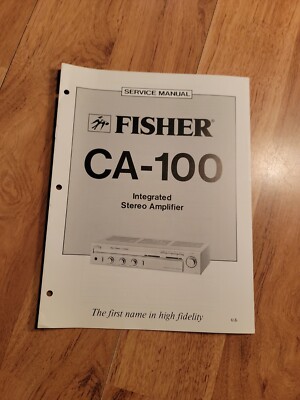 SERVICE MANUAL
FISHER®
CA-100
Integrated
Stereo Amplifier
The first name in high fidelity